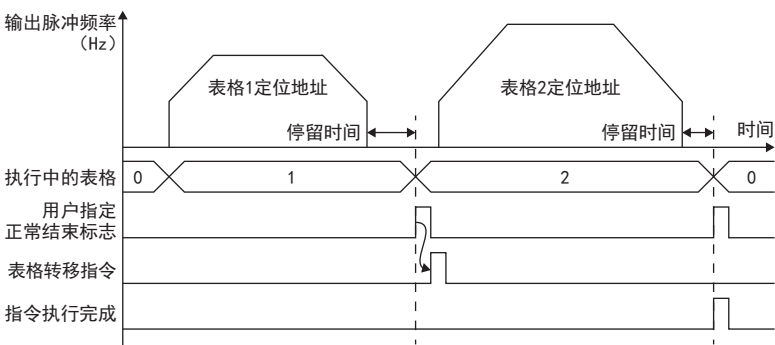 输出脉冲频率
（Hz）
表格1定位地址
表格2定位地址
停留时间
停留时间
时间
执行中的表格
0
1
2
0
用户指定
正常结束标志
表格转移指令
指令执行完成